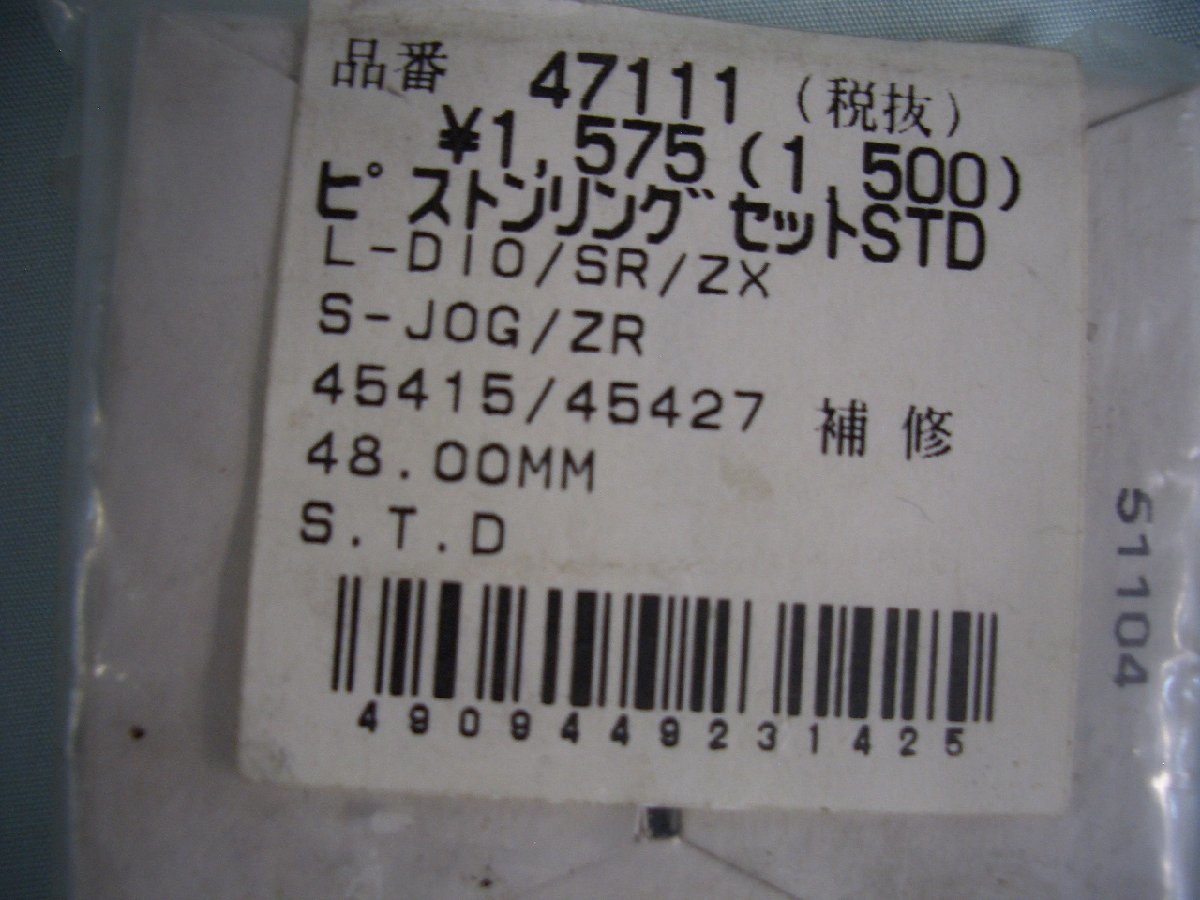 品番 47111 (税抜)
¥1,575(1,500)
ピストンリングセットSTD
L-DIO/SR/ZX
S-JOG/ZR
45415/45427 補修
48.00MM
S.T.D
4909449231425
51104